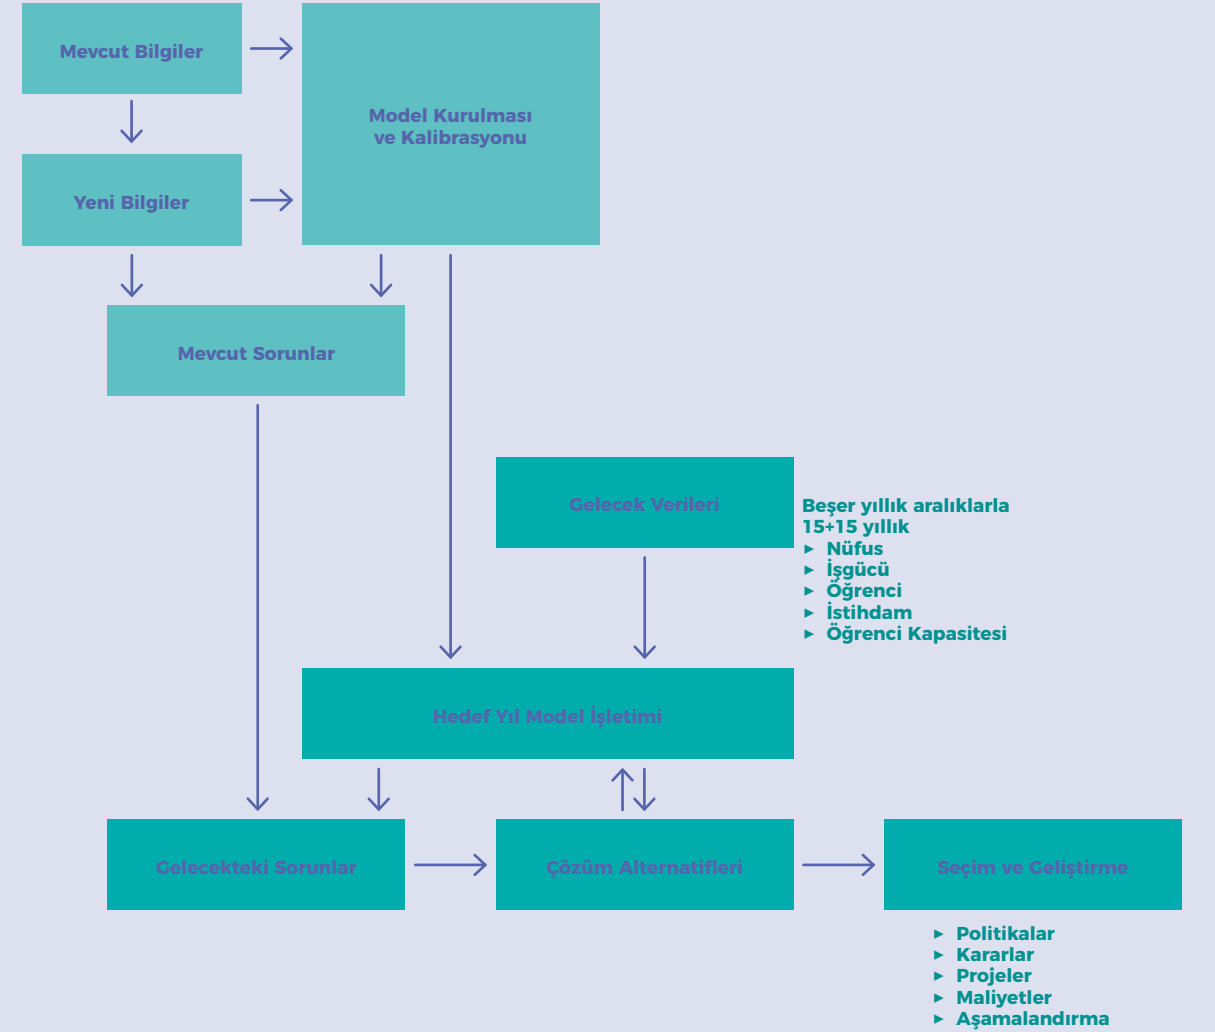 Mevcut Bilgiler
Model Kurulması
ve Kalibrasyonu
Yeni Bilgiler
Mevcut Sorunlar
Gelecek Verileri
Beşer yıllık aralıklarla
15+15 yıllık
► Nüfus
► İşgücü
► Öğrenci
► İstihdam
► Öğrenci Kapasitesi
Hedef Yıl Model İşletimi
Gelecekteki Sorunlar
Çözüm Alternatifleri
Seçim ve Geliştirme
► Politikalar
► Kararlar
► Projeler
► Maliyetler
► Aşamalandırma